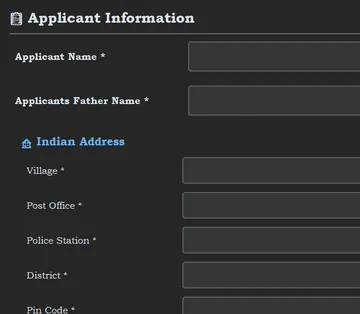 Applicant Information
Applicant Name *
Applicants Father Name *
Indian Address
Village *
Post Office *
Police Station *
District *
Pin Code *